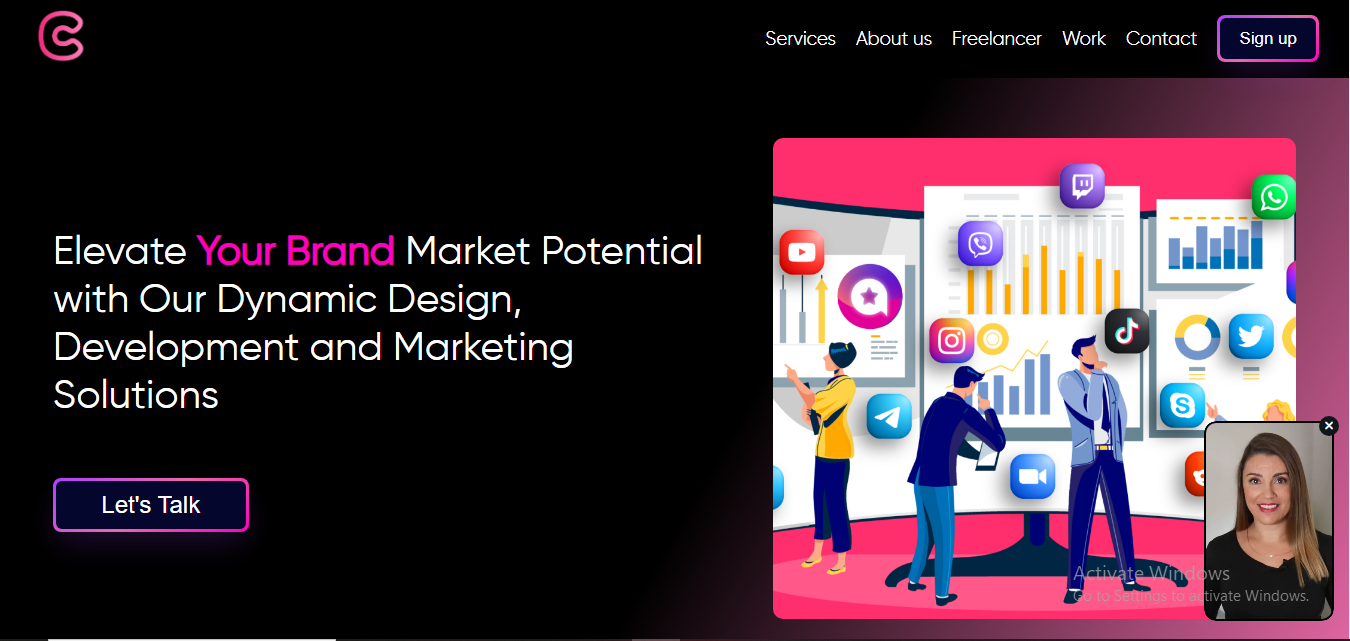 Services About us Freelancer Work Contact Sign up
Elevate Your Brand Market Potential
with Our Dynamic Design,
Development and Marketing
Solutions
Let's Talk
Activate Windows
Go to Settings to activate Windows.